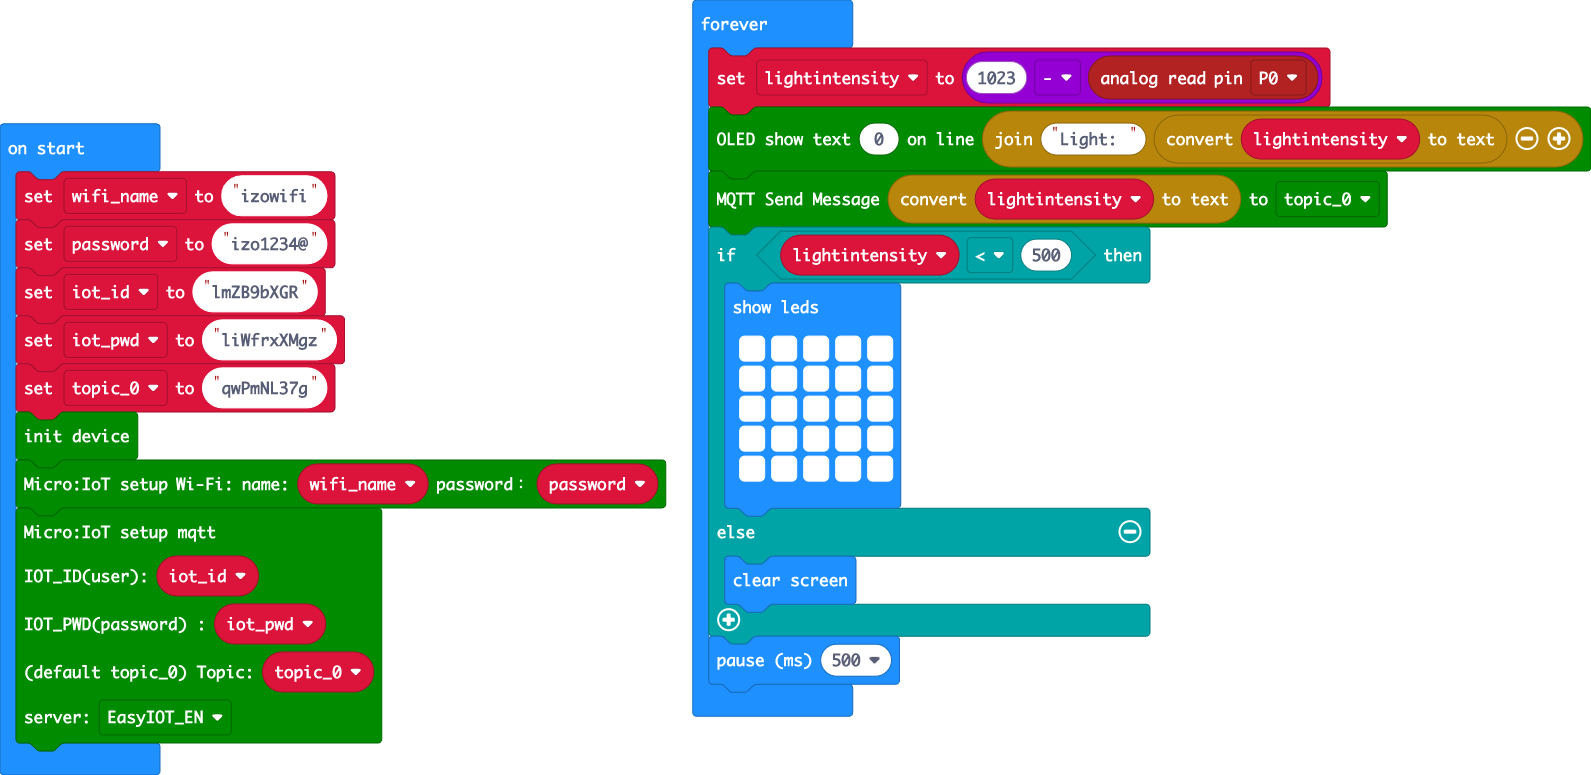 on start
set wifi_name to "izowifi"
set password to "izo1234@"
set iot_id to "lmZB9bXGR"
set iot_pwd to "liWfrxXMgz"
set topic_0 to "qwPmNL37g"
init device
Micro:IoT setup Wi-Fi: name: wifi_name password: password
Micro:IoT setup mqtt
IOT_ID(user): iot_id
IOT_PWD(password) : iot_pwd
(default topic_0) Topic: topic_0
server: EasyIOT_EN
forever
set lightintensity to 1023 - analog read pin P0
OLED show text 0 on line join "Light: " convert lightintensity to text
MQTT Send Message convert lightintensity to text to topic_0
if lightintensity < 500 then
show leds
else
clear screen
pause (ms) 500